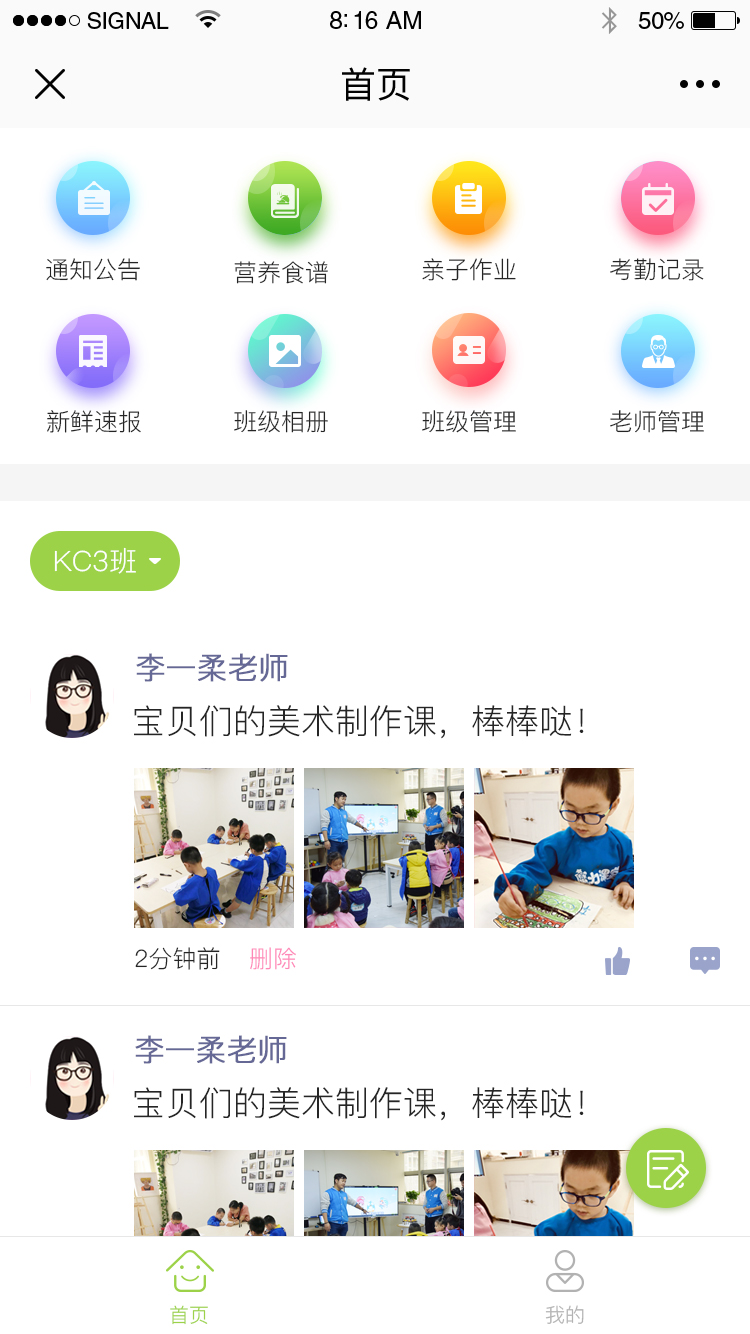 SIGNAL 8:16 AM 50%
首页
通知公告 营养食谱 亲子作业 考勤记录
新鲜速报 班级相册 班级管理 老师管理
KC3班
李一柔老师
宝贝们的美术制作课，棒棒哒！
2分钟前 删除
李一柔老师
宝贝们的美术制作课，棒棒哒！
首页 我的